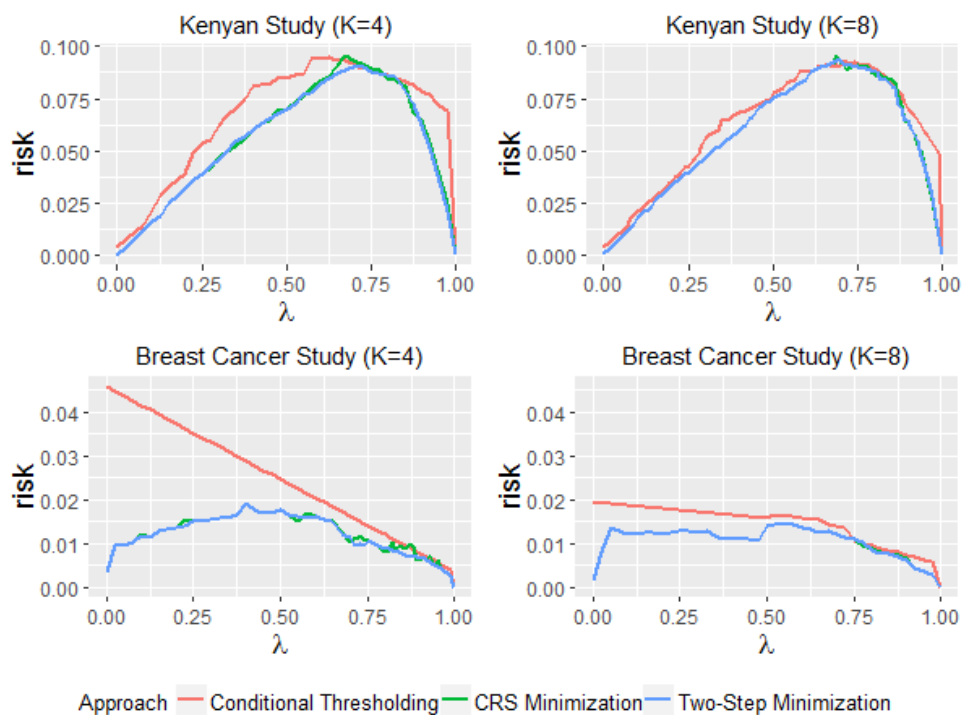 Kenyan Study (K=4)
0.100
0.075
0.050
0.025
0.000
risk
0.00 0.25 0.50 0.75 1.00
λ
Kenyan Study (K=8)
0.100
0.075
0.050
0.025
0.000
risk
0.00 0.25 0.50 0.75 1.00
λ
Breast Cancer Study (K=4)
0.04
0.03
0.02
0.01
0.00
risk
0.00 0.25 0.50 0.75 1.00
λ
Breast Cancer Study (K=8)
0.04
0.03
0.02
0.01
0.00
risk
0.00 0.25 0.50 0.75 1.00
λ
Approach Conditional Thresholding CRS Minimization Two-Step Minimization